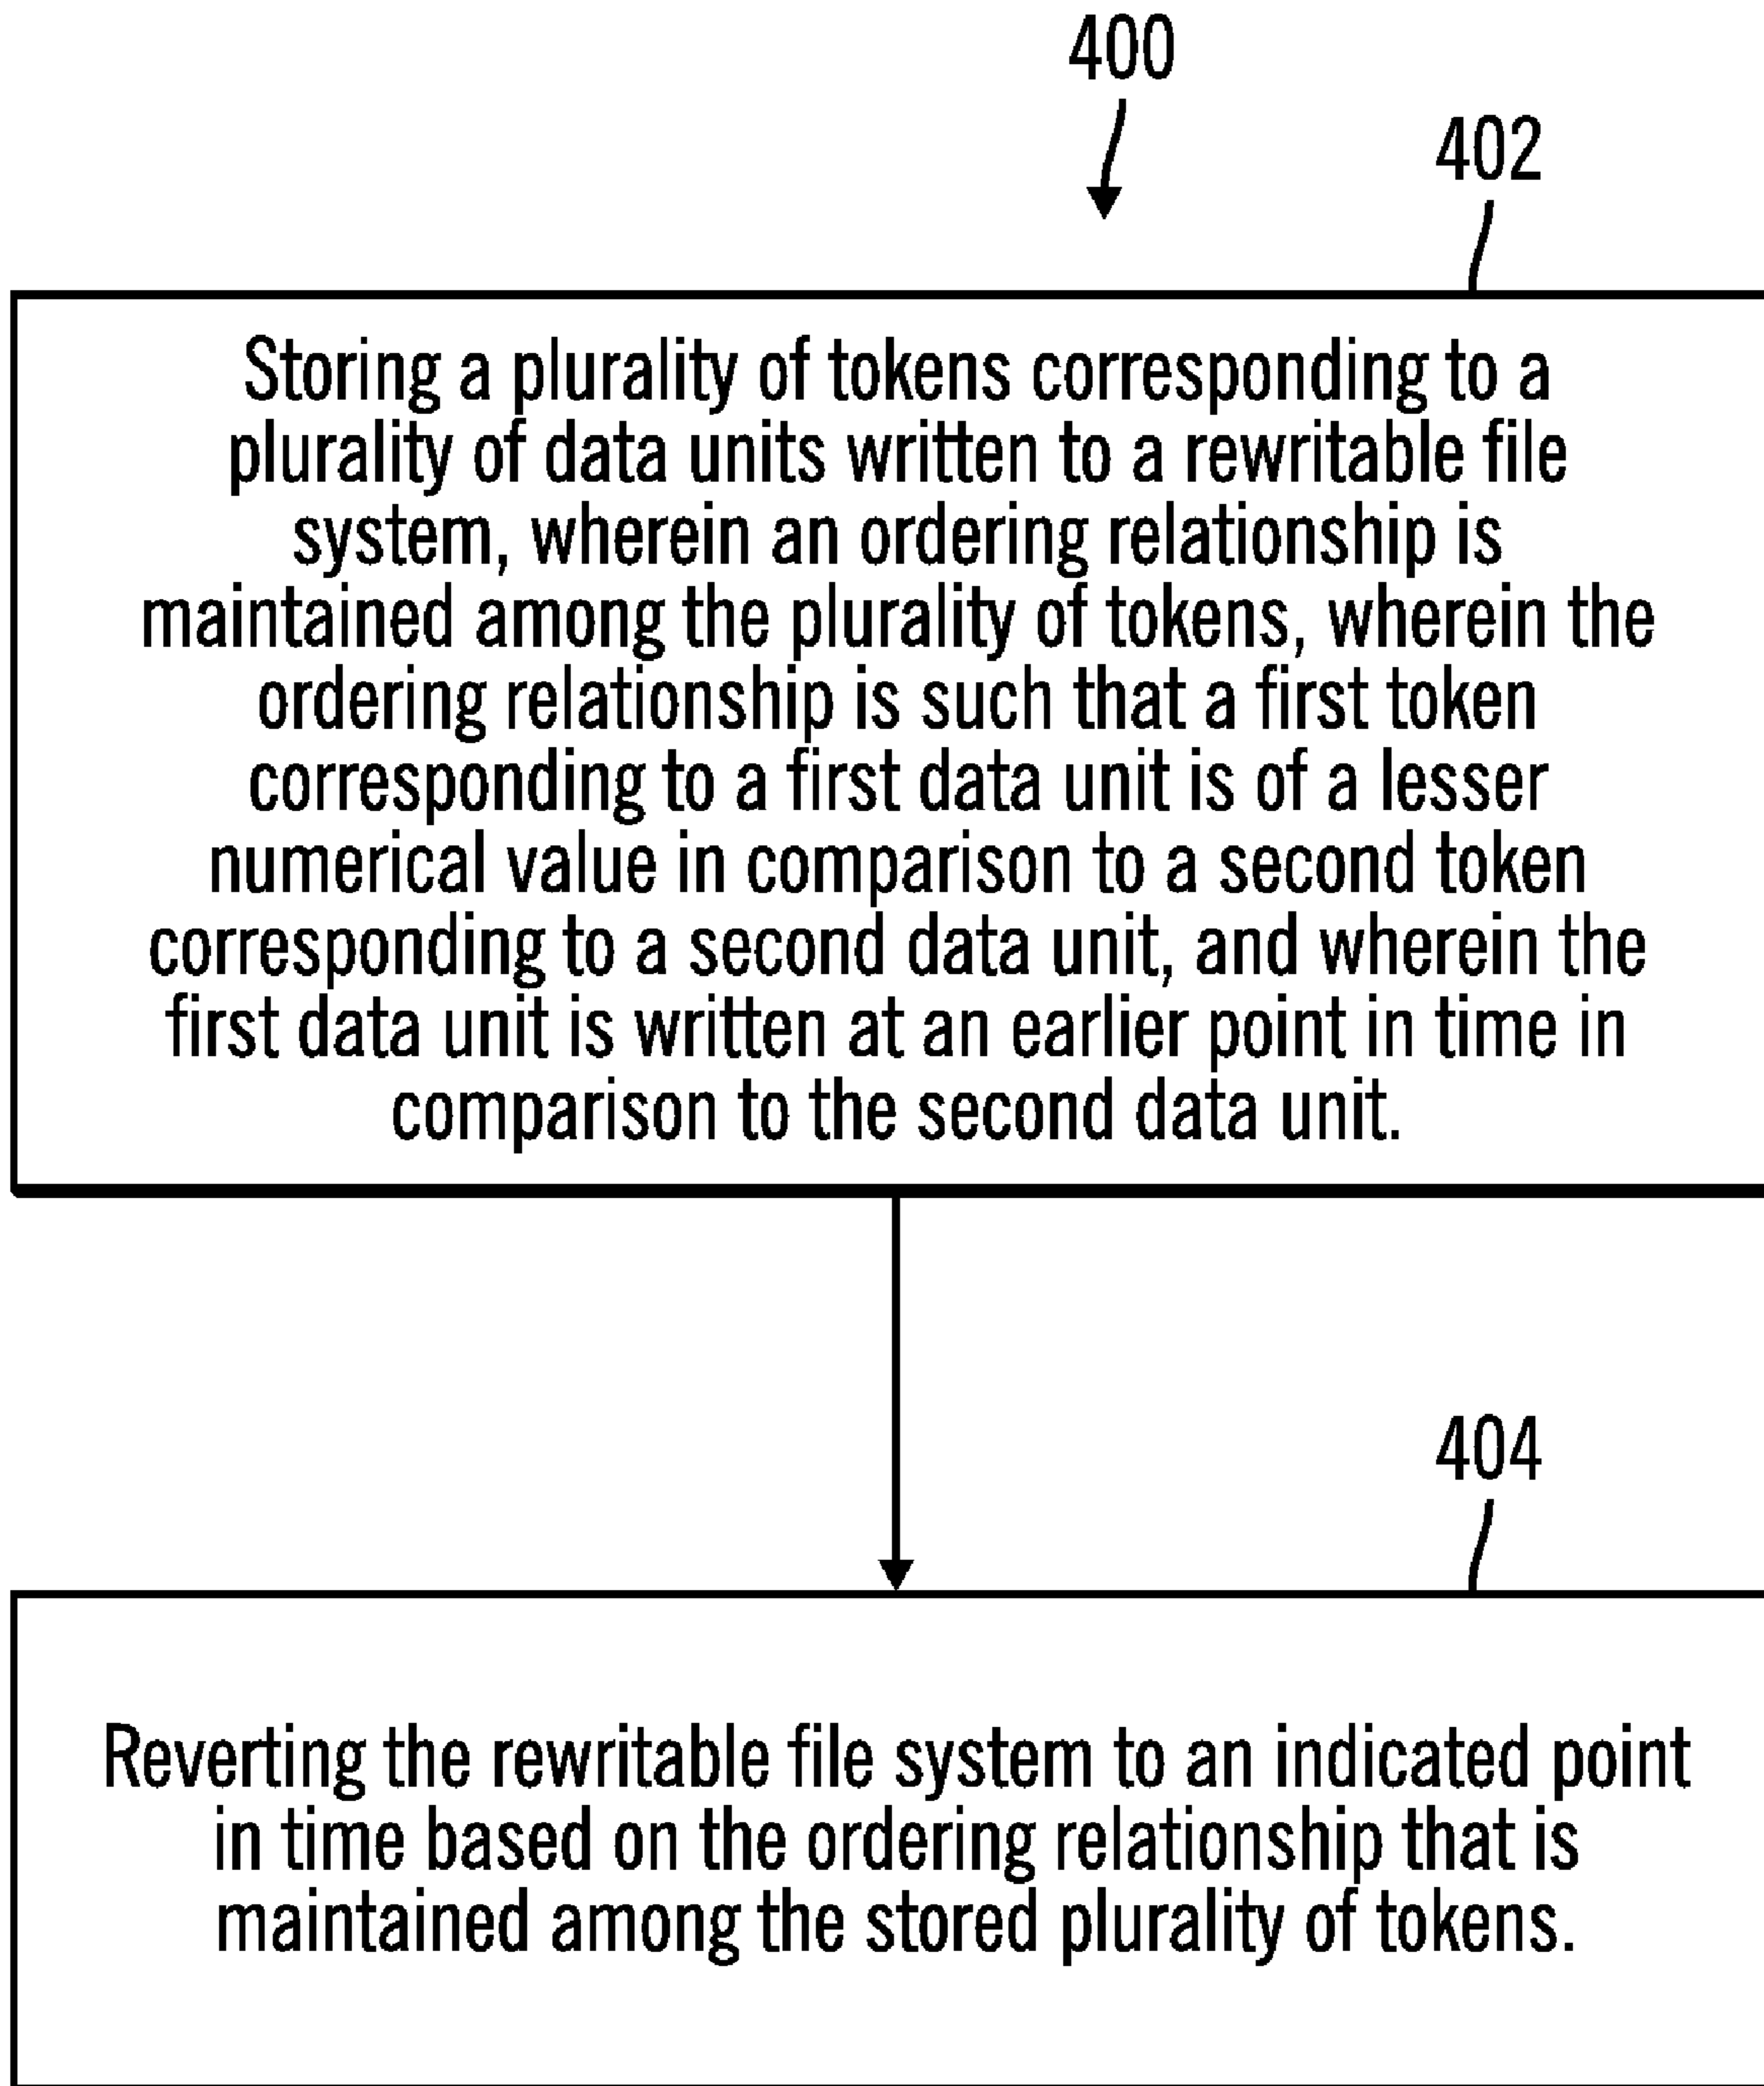 400
402
Storing a plurality of tokens corresponding to a
plurality of data units written to a rewritable file
system, wherein an ordering relationship is
maintained among the plurality of tokens, wherein the
ordering relationship is such that a first token
corresponding to a first data unit is of a lesser
numerical value in comparison to a second token
corresponding to a second data unit, and wherein the
first data unit is written at an earlier point in time in
comparison to the second data unit.
404
Reverting the rewritable file system to an indicated point
in time based on the ordering relationship that is
maintained among the stored plurality of tokens.